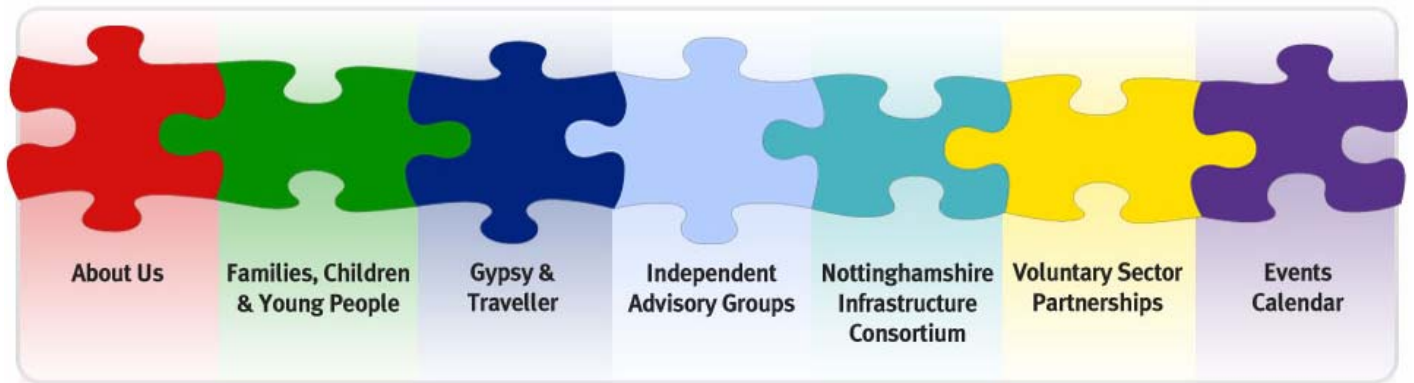 About Us
Families, Children
& Young People
Gypsy &
Traveller
Independent
Advisory Groups
Nottinghamshire
Infrastructure
Consortium
Voluntary Sector
Partnerships
Events
Calendar